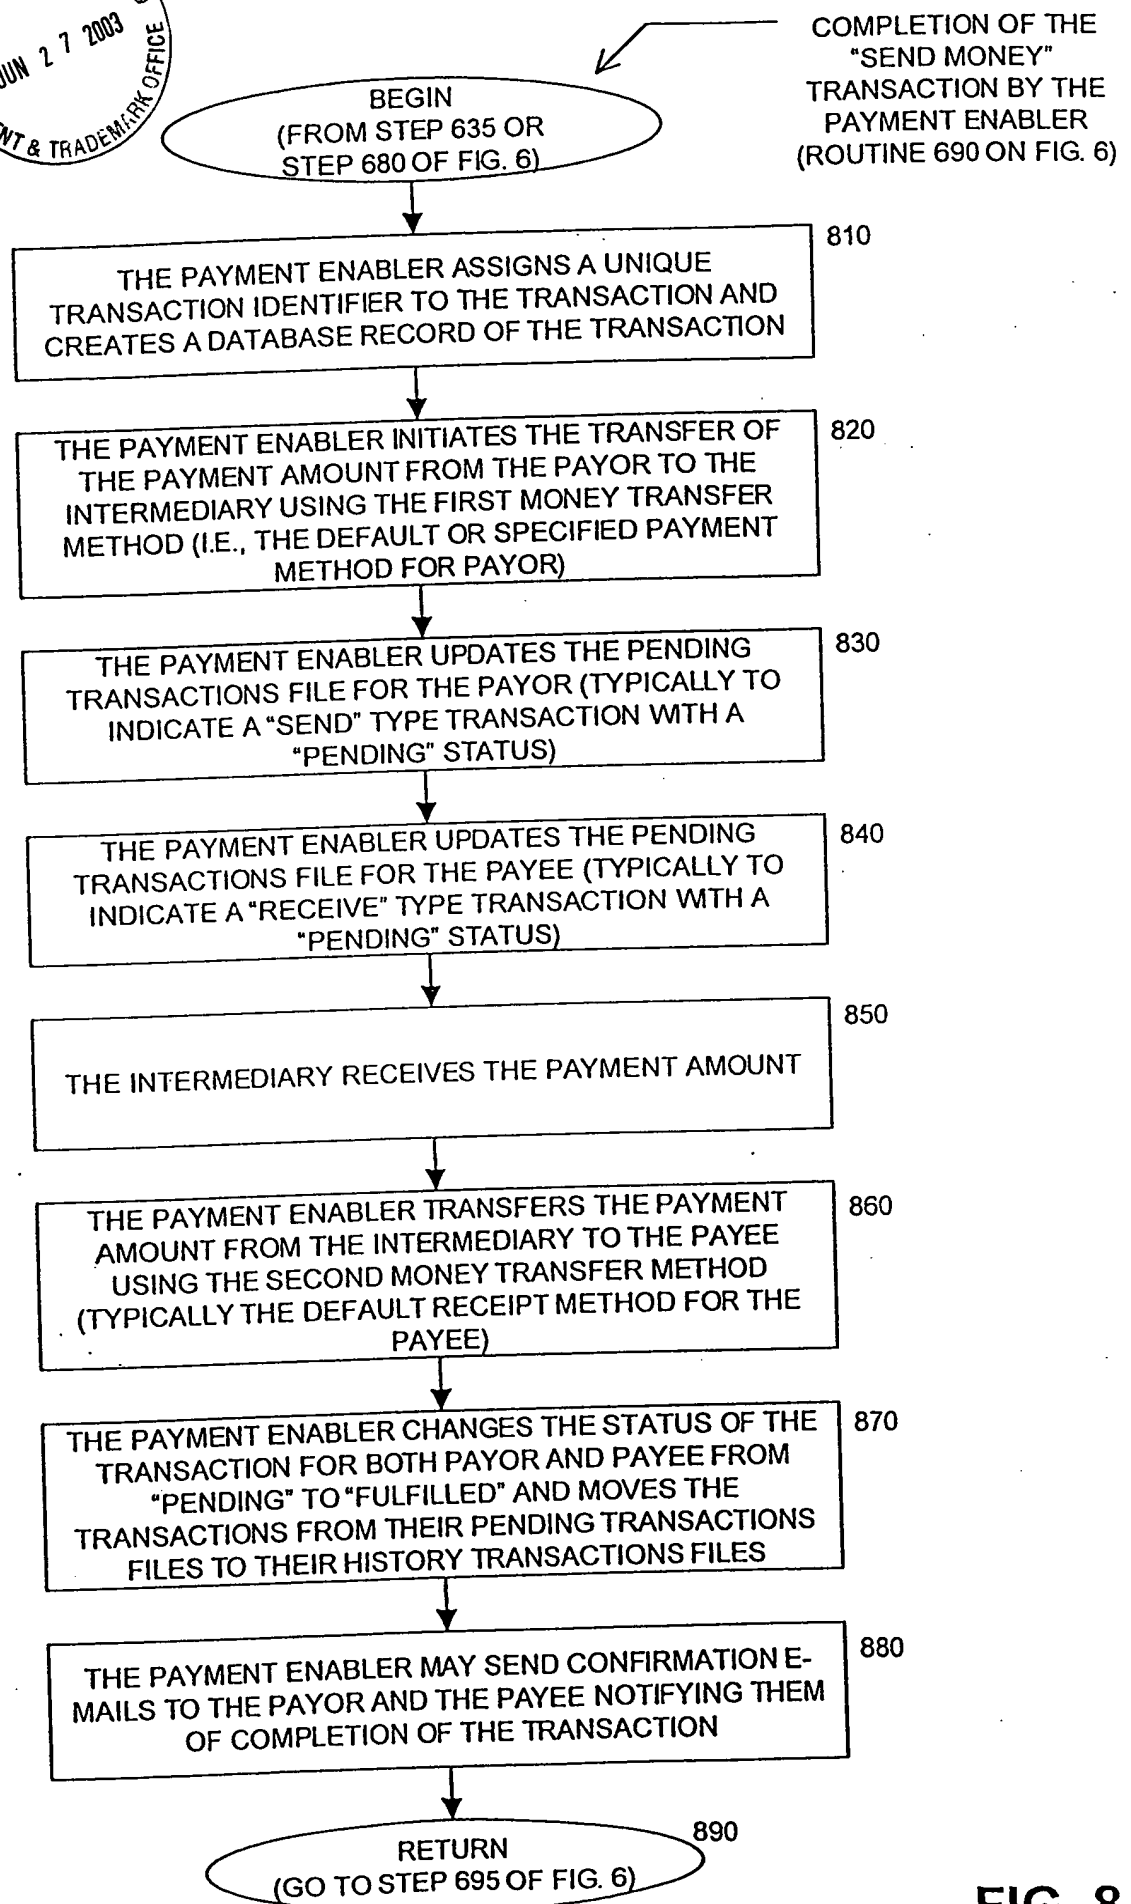 JUN 27 2003
OFFICE
ENT & TRADEMARK
COMPLETION OF THE
“SEND MONEY”
TRANSACTION BY THE
PAYMENT ENABLER
(ROUTINE 690 ON FIG. 6)
BEGIN
(FROM STEP 635 OR
STEP 680 OF FIG. 6)
810
THE PAYMENT ENABLER ASSIGNS A UNIQUE
TRANSACTION IDENTIFIER TO THE TRANSACTION AND
CREATES A DATABASE RECORD OF THE TRANSACTION
820
THE PAYMENT ENABLER INITIATES THE TRANSFER OF
THE PAYMENT AMOUNT FROM THE PAYOR TO THE
INTERMEDIARY USING THE FIRST MONEY TRANSFER
METHOD (I.E., THE DEFAULT OR SPECIFIED PAYMENT
METHOD FOR PAYOR)
830
THE PAYMENT ENABLER UPDATES THE PENDING
TRANSACTIONS FILE FOR THE PAYOR (TYPICALLY TO
INDICATE A “SEND” TYPE TRANSACTION WITH A
“PENDING” STATUS)
840
THE PAYMENT ENABLER UPDATES THE PENDING
TRANSACTIONS FILE FOR THE PAYEE (TYPICALLY TO
INDICATE A “RECEIVE” TYPE TRANSACTION WITH A
“PENDING” STATUS)
850
THE INTERMEDIARY RECEIVES THE PAYMENT AMOUNT
860
THE PAYMENT ENABLER TRANSFERS THE PAYMENT
AMOUNT FROM THE INTERMEDIARY TO THE PAYEE
USING THE SECOND MONEY TRANSFER METHOD
(TYPICALLY THE DEFAULT RECEIPT METHOD FOR THE
PAYEE)
870
THE PAYMENT ENABLER CHANGES THE STATUS OF THE
TRANSACTION FOR BOTH PAYOR AND PAYEE FROM
“PENDING” TO “FULFILLED” AND MOVES THE
TRANSACTIONS FROM THEIR PENDING TRANSACTIONS
FILES TO THEIR HISTORY TRANSACTIONS FILES
880
THE PAYMENT ENABLER MAY SEND CONFIRMATION E-
MAILS TO THE PAYOR AND THE PAYEE NOTIFYING THEM
OF COMPLETION OF THE TRANSACTION
890
RETURN
(GO TO STEP 695 OF FIG. 6)
FIG. 8